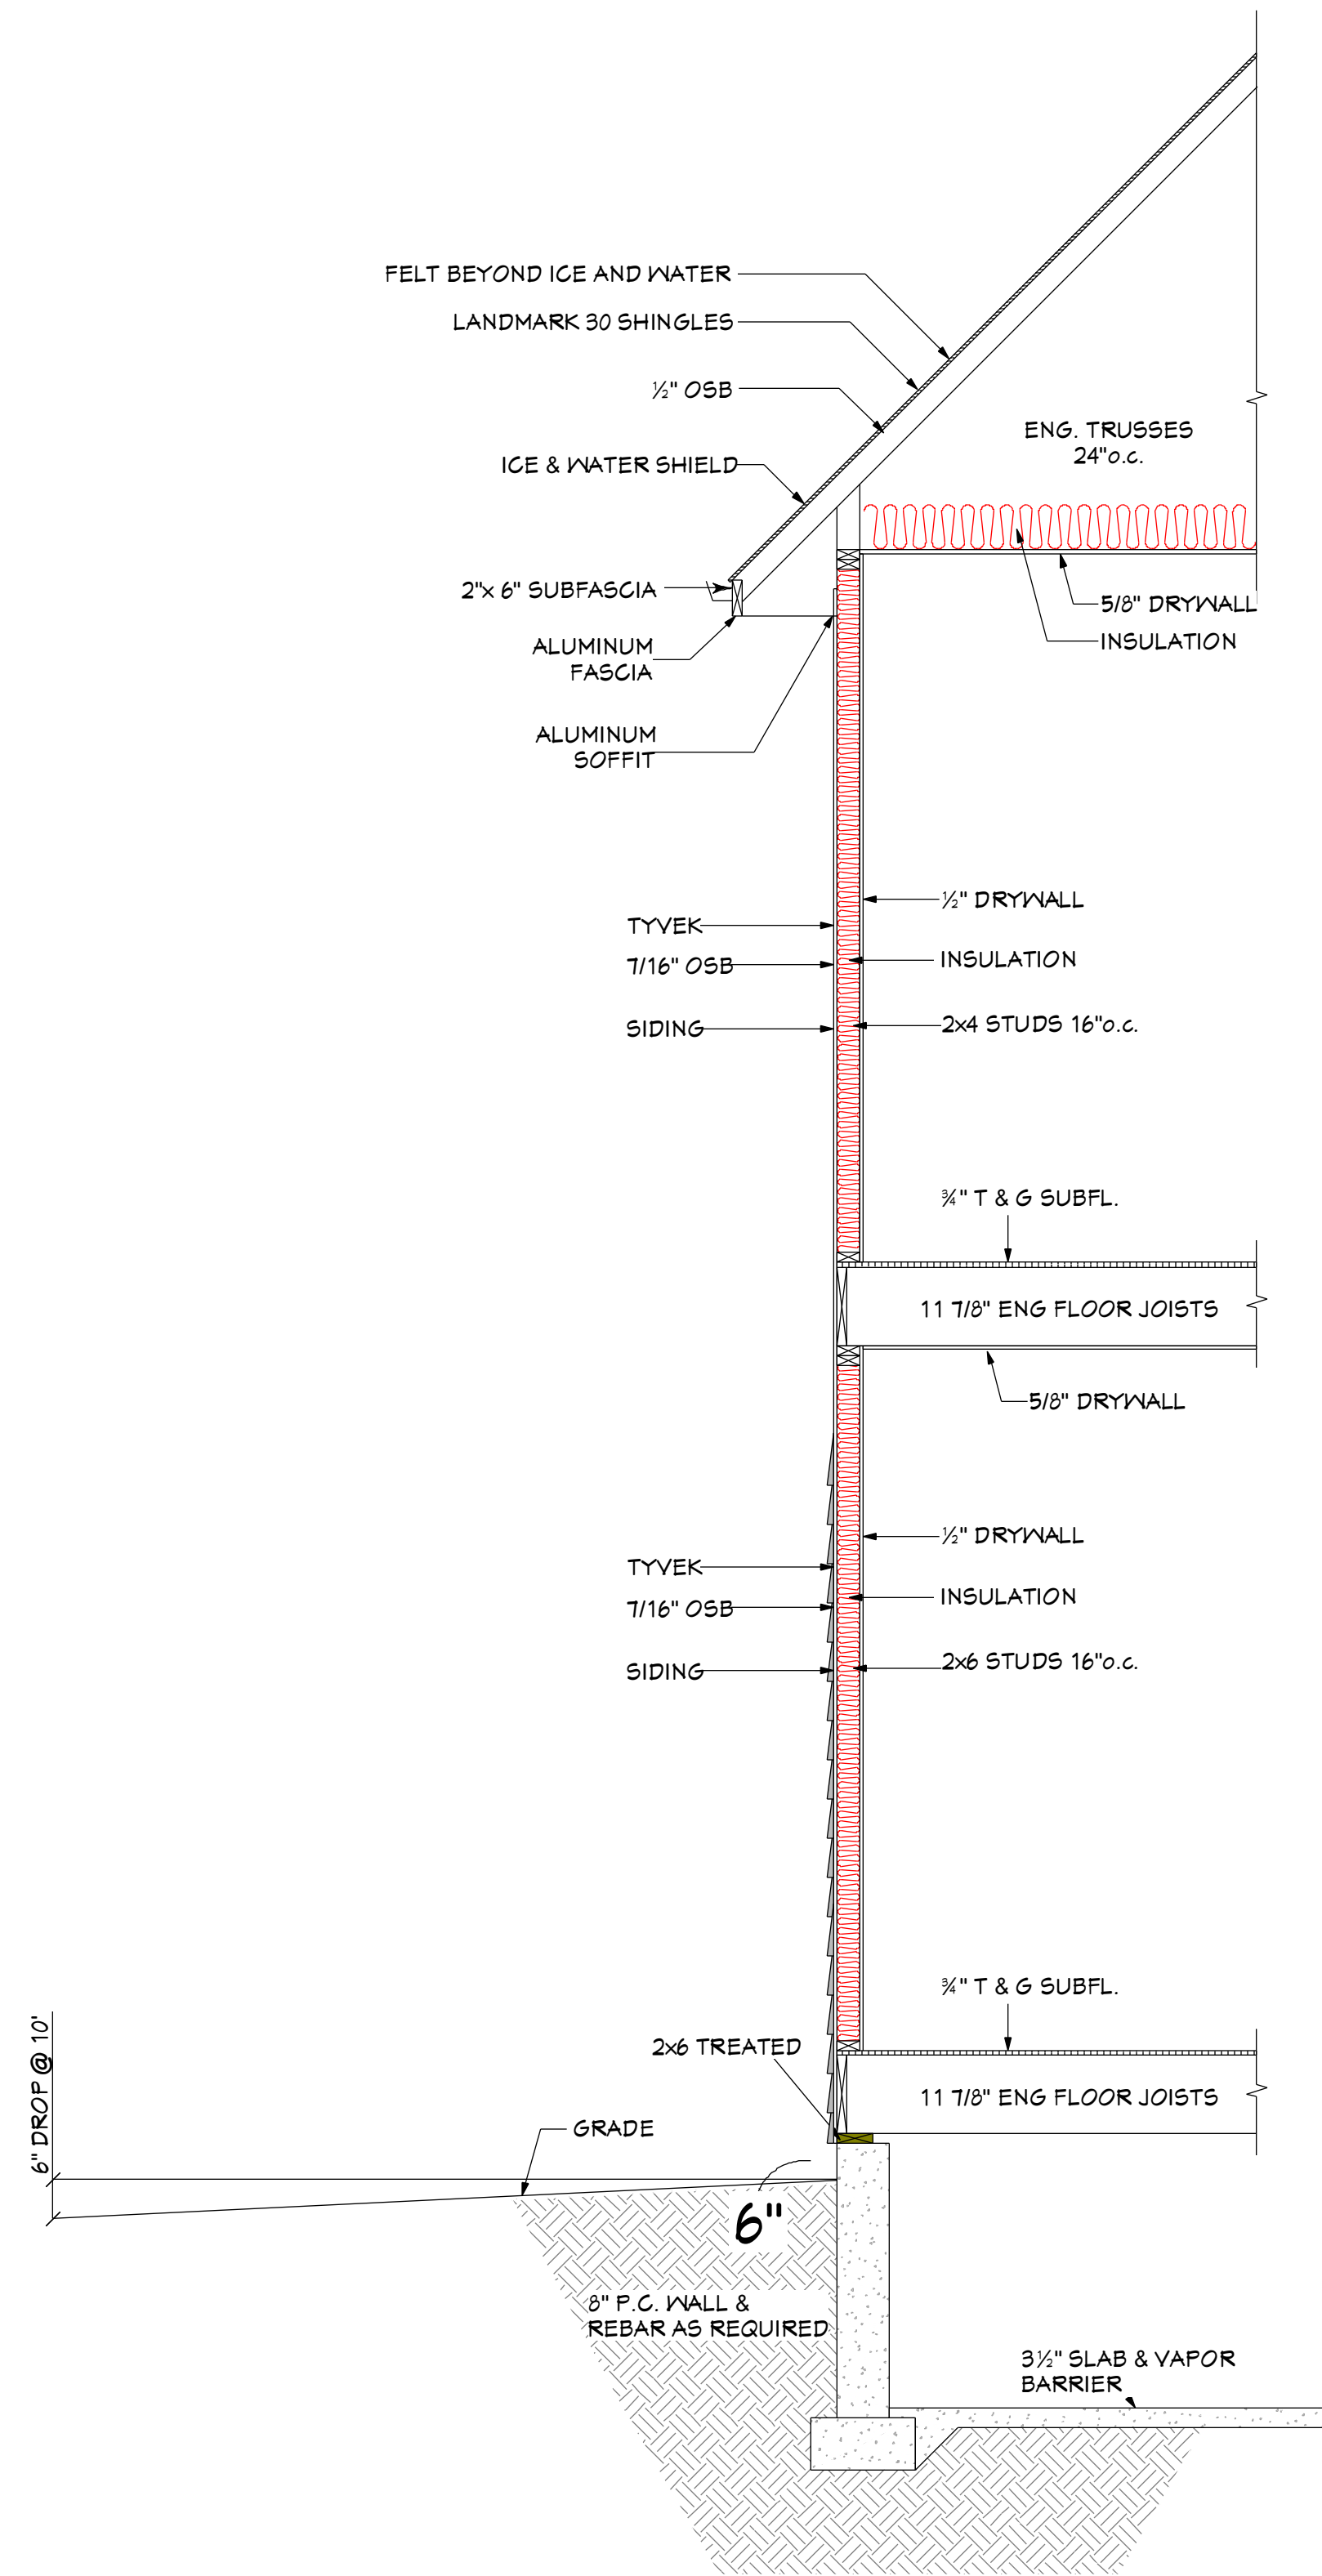 FELT BEYOND ICE AND WATER
LANDMARK 30 SHINGLES
½" OSB
ENG. TRUSSES
24"o.c.
ICE & WATER SHIELD
2"x 6" SUBFASCIA
5/8" DRYWALL
INSULATION
ALUMINUM
FASCIA
ALUMINUM
SOFFIT
½" DRYWALL
TYVEK
INSULATION
7/16" OSB
SIDING
2x4 STUDS 16"o.c.
¾" T & G SUBFL.
11 7/8" ENG FLOOR JOISTS
5/8" DRYWALL
½" DRYWALL
TYVEK
INSULATION
7/16" OSB
SIDING
2x6 STUDS 16"o.c.
¾" T & G SUBFL.
2x6 TREATED
11 7/8" ENG FLOOR JOISTS
6" DROP @ 10'
GRADE
6"
8" P.C. WALL &
REBAR AS REQUIRED
3½" SLAB & VAPOR
BARRIER